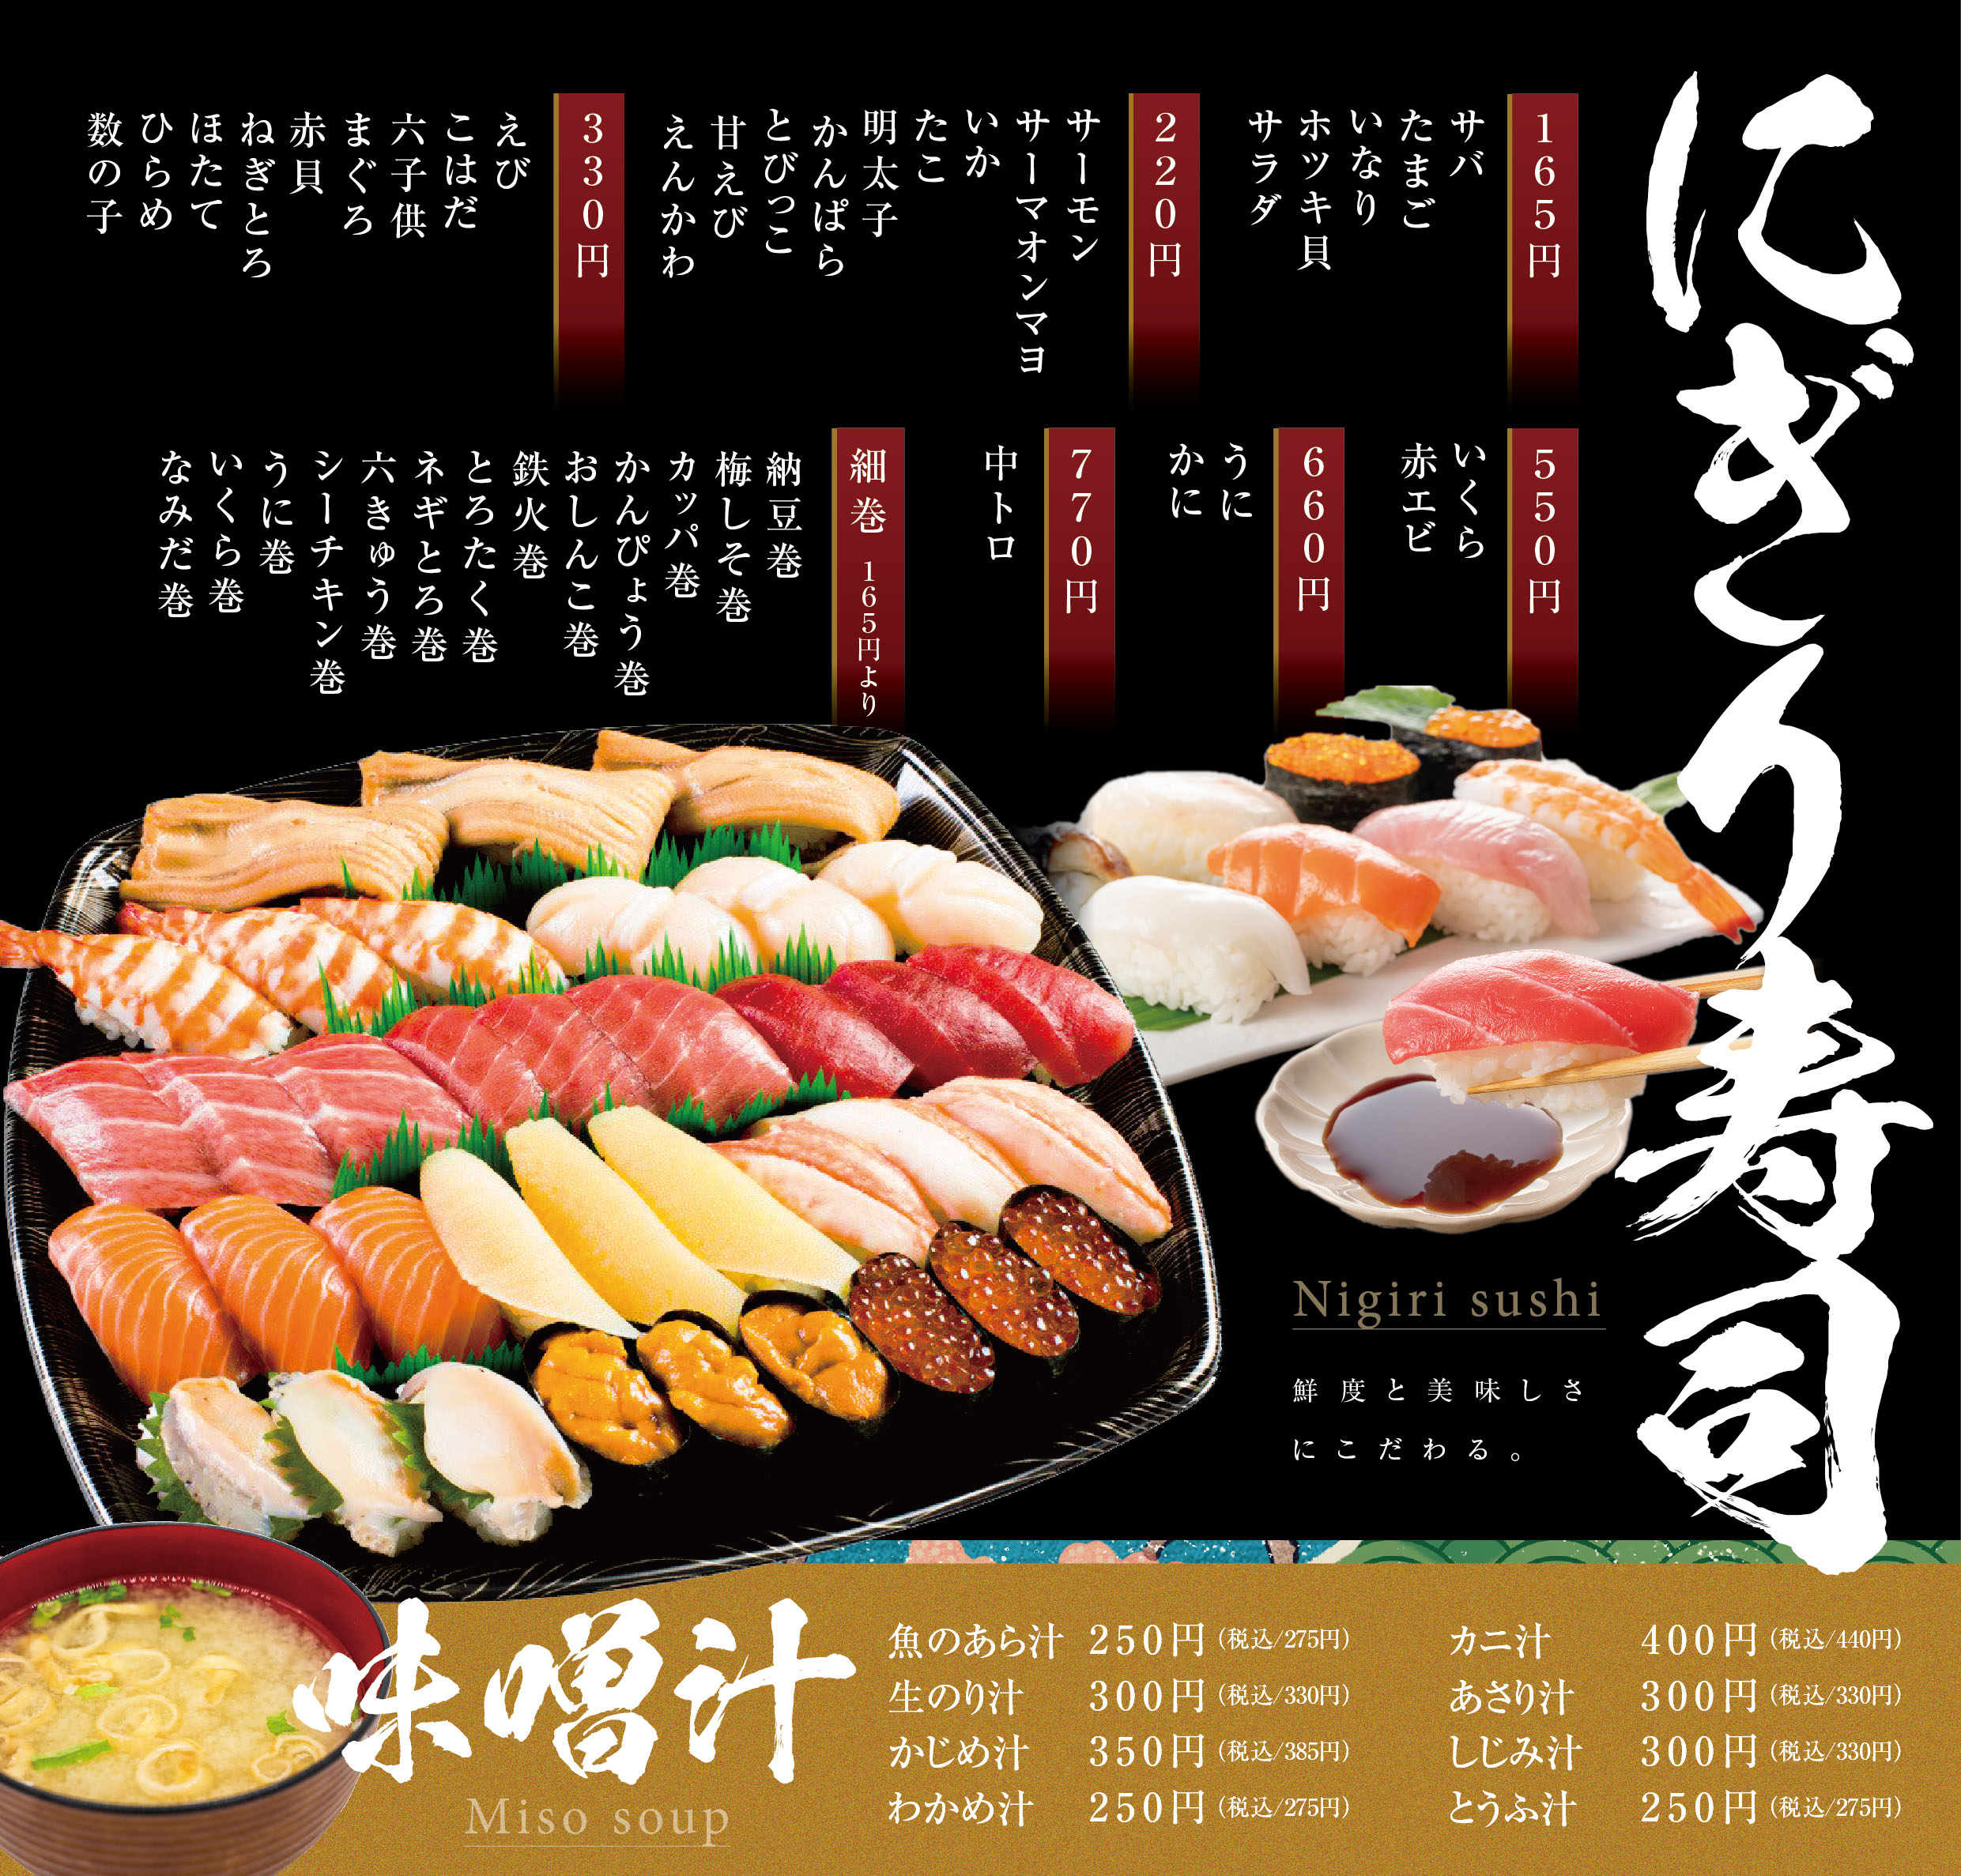 にぎり寿司
165円
サバ
たまご
いなり
ホツキ貝
サラダ
220円
サーモン
サーマオンマヨ
いか
たこ
明太子
かんぱら
とびっこ
甘えび
えんかわ
330円
えび
こはだ
六子供
まぐろ
赤貝
ねぎとろ
ほたて
ひらめ
数の子
550円
いくら
赤エビ
660円
うに
かに
770円
中トロ
細巻 165円より
納豆巻
梅しそ巻
カッパ巻
かんぴょう巻
おしんこ巻
鉄火巻
とろたく巻
ネギとろ巻
六きゅう巻
シーチキン巻
うに巻
いくら巻
なみだ巻
Nigiri sushi
鮮度と美味しさ
にこだわる。
味噌汁
Miso soup
魚のあら汁 250円(税込/275円)
生のり汁 300円(税込/330円)
かじめ汁 350円(税込/385円)
わかめ汁 250円(税込/275円)
カニ汁 400円(税込/440円)
あさり汁 300円(税込/330円)
しじみ汁 300円(税込/330円)
とうふ汁 250円(税込/275円)